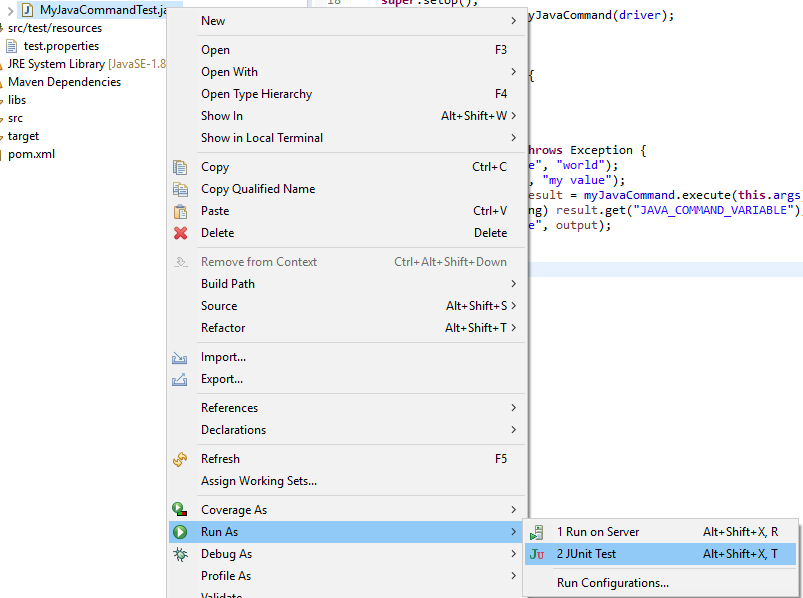 MyJavaCommandTest.ja
src/test/resources
test.properties
JRE System Library [JavaSE-1.8
Maven Dependencies
libs
src
target
pom.xml
New
Open F3
Open With
Open Type Hierarchy F4
Show In Alt+Shift+W
Show in Local Terminal
Copy Ctrl+C
Copy Qualified Name
Paste Ctrl+V
Delete Delete
Remove from Context Ctrl+Alt+Shift+Down
Build Path
Source Alt+Shift+S
Refactor Alt+Shift+T
Import...
Export...
References
Declarations
Refresh F5
Assign Working Sets...
Coverage As
Run As
Debug As
Profile As
Validate
18 super.setup();
yJavaCommand(driver);
{
hrows Exception {
e", "world");
, "my value");
esult = myJavaCommand.execute(this.args
ng) result.get("JAVA_COMMAND_VARIABLE")
e", output);
1 Run on Server Alt+Shift+X, R
JU 2 JUnit Test Alt+Shift+X, T
Run Configurations...